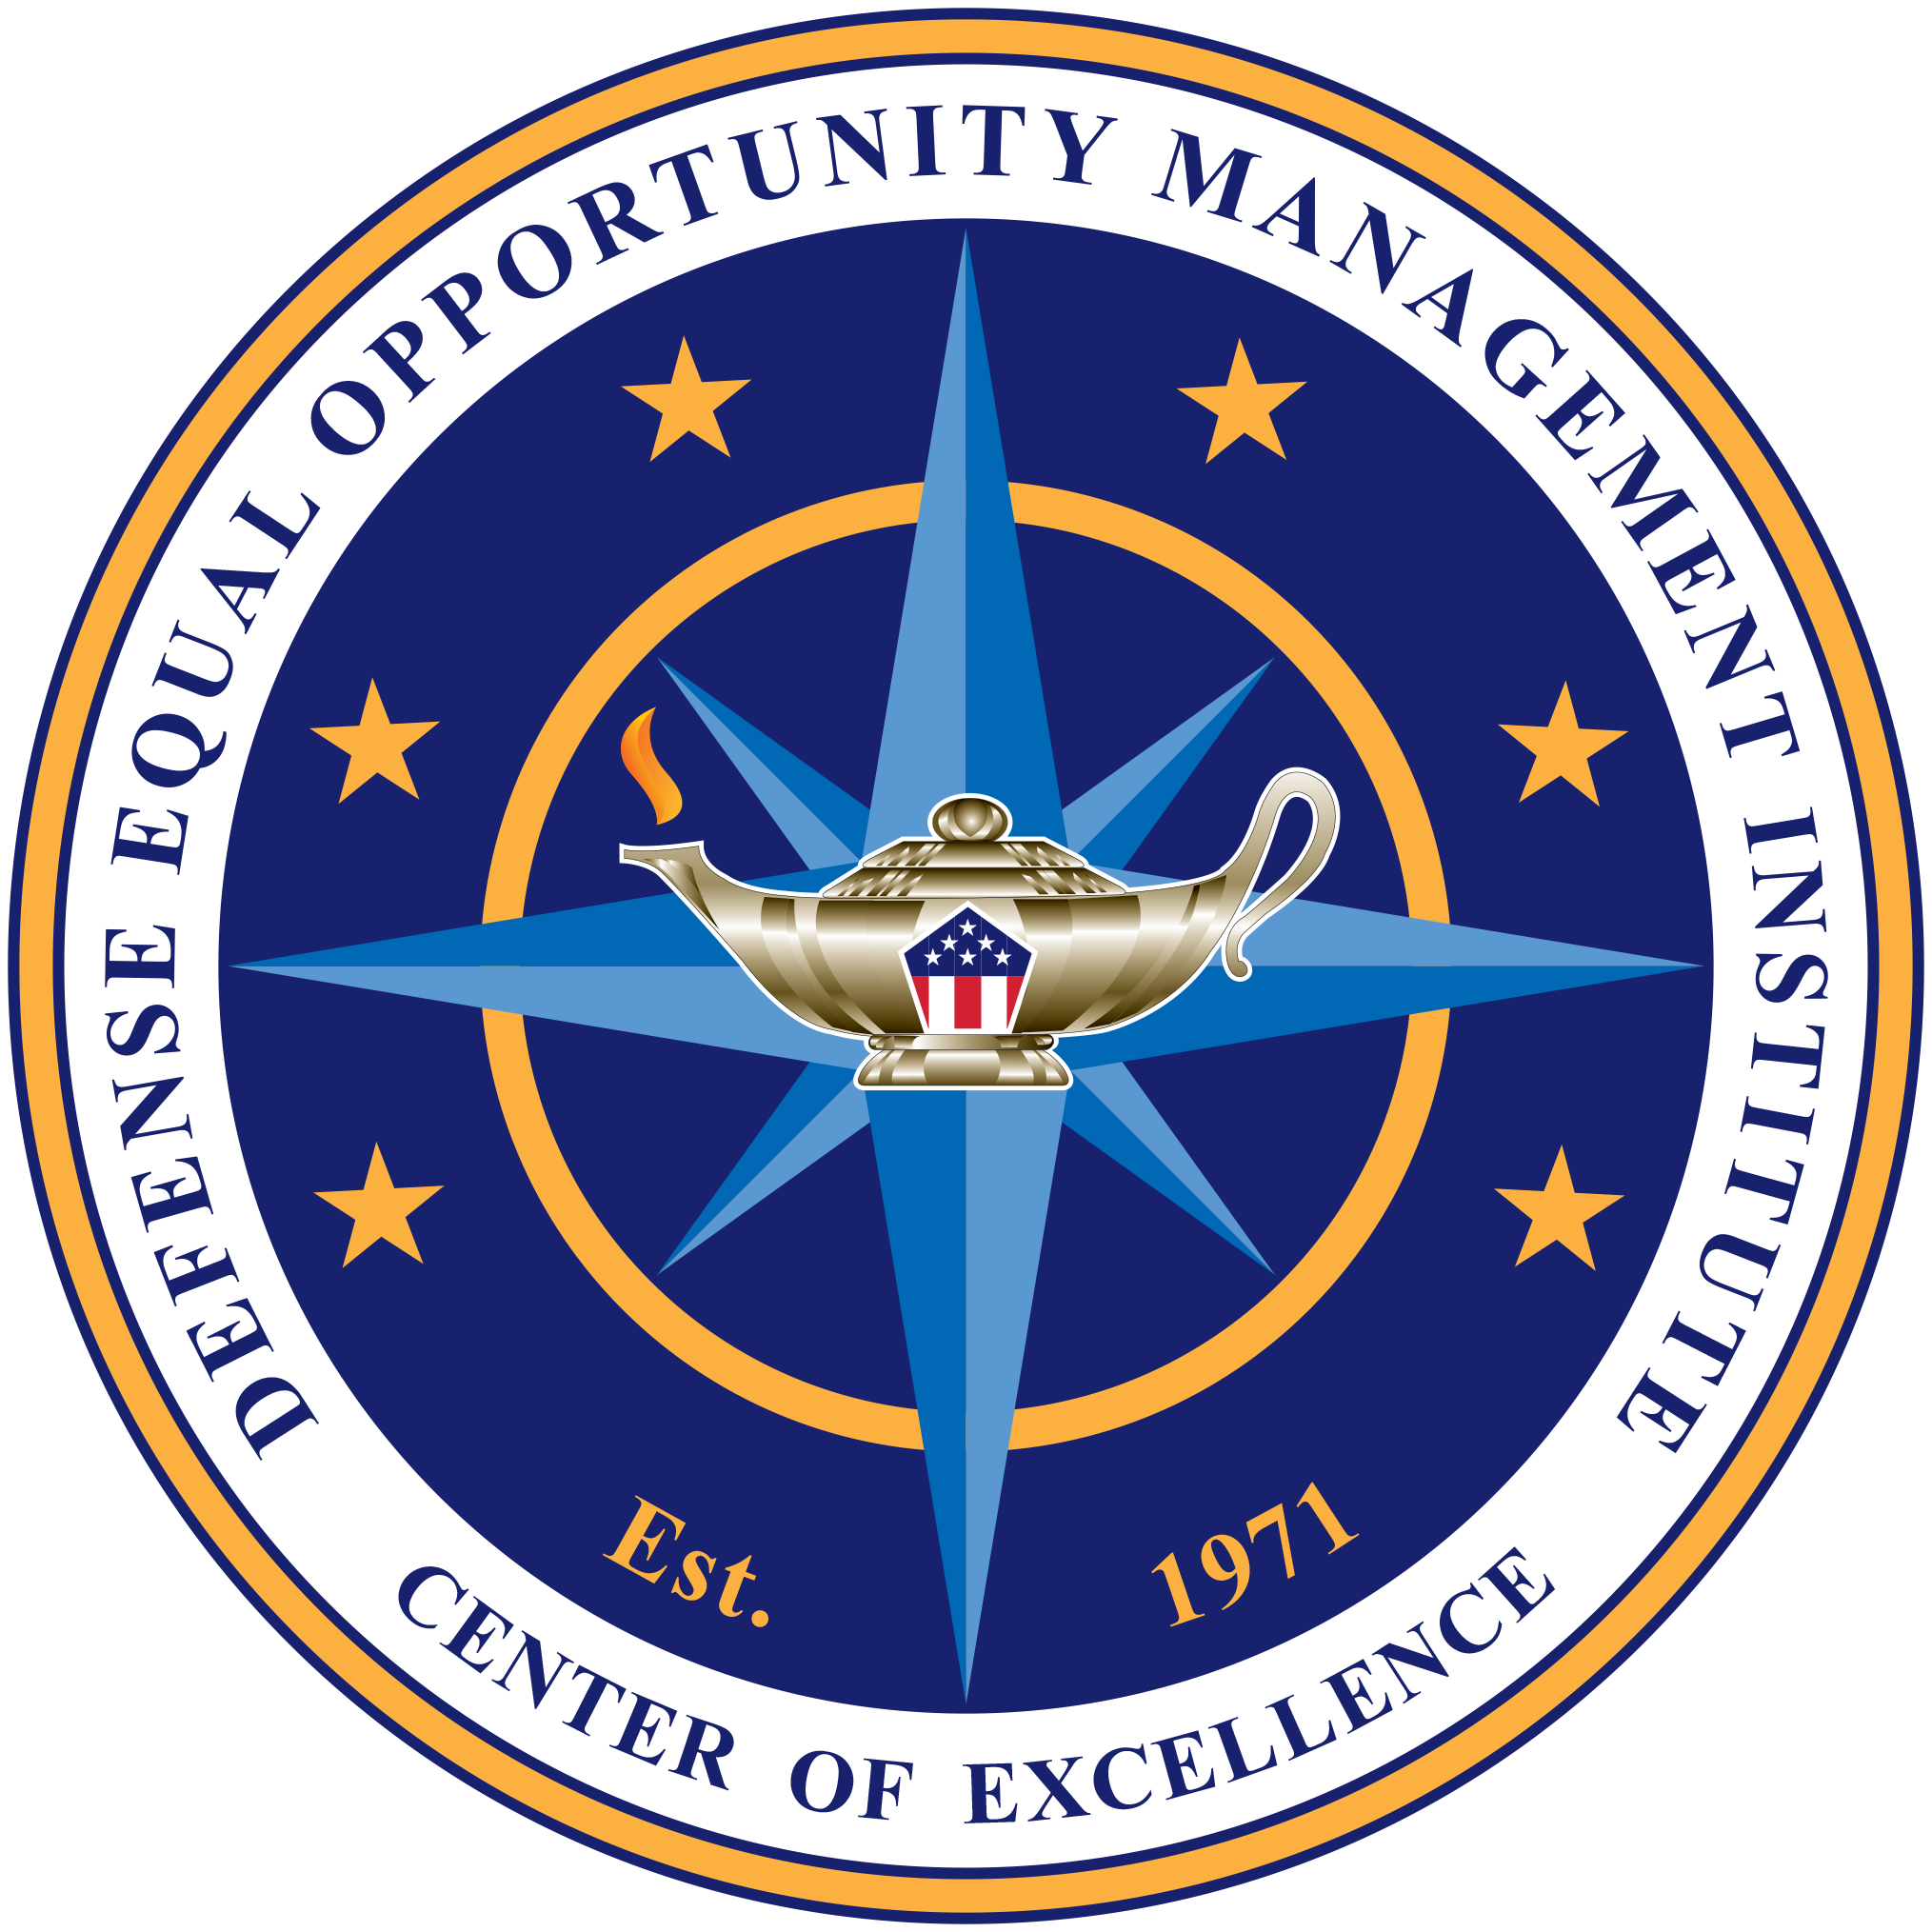 DEFENSE EQUAL OPPORTUNITY MANAGEMENT INSTITUTE
Est. 1971
CENTER OF EXCELLENCE